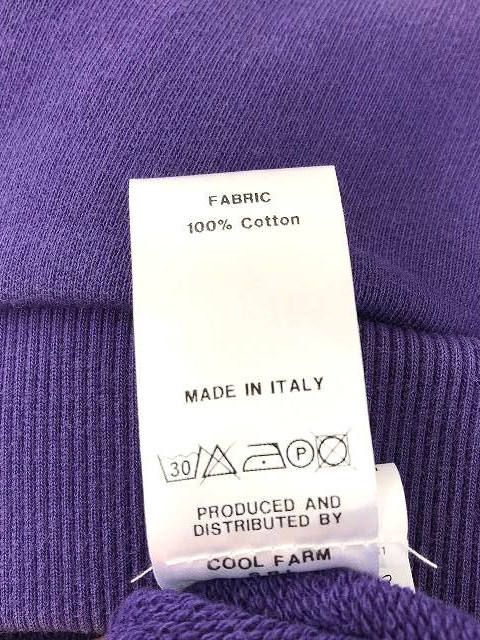 FABRIC
100% Cotton
MADE IN ITALY
30 P
PRODUCED AND
DISTRIBUTED BY
COOL FARM